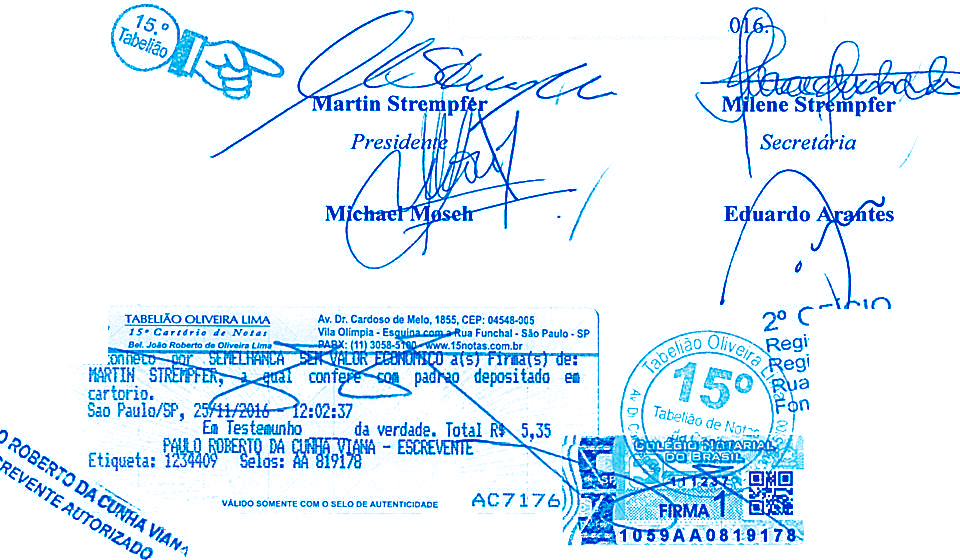 15.º
Tabelião
016.
Martin Strempfer
Milene Strempfer
Presidente
Secretária
Michael Moseh
Eduardo Arantes
TABELIÃO OLIVEIRA LIMA
15º Cartório de Notas
Bel. João Roberto de Oliveira Lima
Av. Dr. Cardoso de Melo, 1855, CEP: 04548-005
Vila Olímpia - Esquina com a Rua Funchal - São Paulo - SP
PABX: (11) 3058-5100 www.15notas.com.br
onheco por SEMELHANCA SEM VALOR ECONOMICO a(s) firma(s) de:
MARTIN STREMPFER, a qual confere com padrao depositado em
cartorio.
Sao Paulo/SP, 25/11/2016 - 12:02:37
Em Testemunho da verdade. Total R$ 5,35
PAULO ROBERTO DA CUNHA VIANA - ESCREVENTE
Etiqueta: 1234409 Selos: AA 819178
VÁLIDO SOMENTE COM O SELO DE AUTENTICIDADE
AC7176
O ROBERTO DA CUNHA VIANA
CREVENTE AUTORIZADO
Tabelião Oliveira Li
15º
Tabelião de Notas
2º
Regi
Regi
Rua
Fon
COLÉGIO NOTARIAL
DO BRASIL
SP
111237
FIRMA 1
1059AA0819178